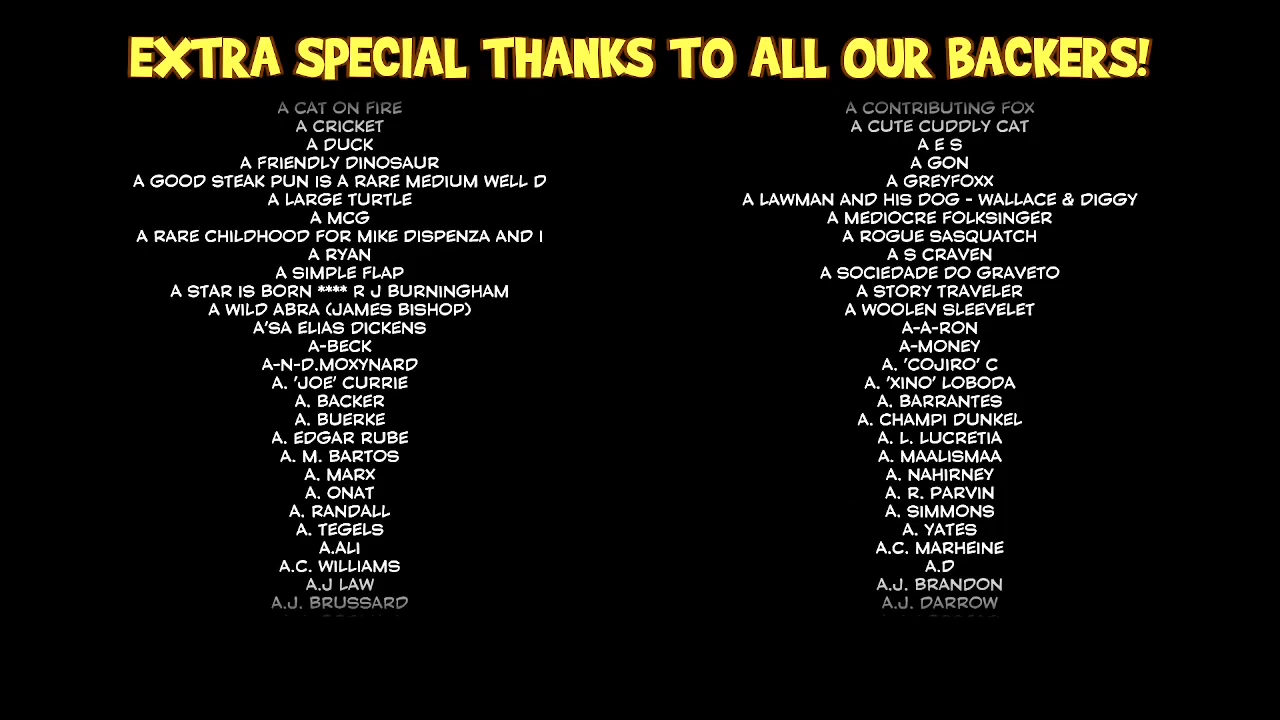 EXTRA SPECIAL THANKS TO ALL OUR BACKERS!
A CAT ON FIRE
A CRICKET
A DUCK
A FRIENDLY DINOSAUR
A GOOD STEAK PUN IS A RARE MEDIUM WELL D
A LARGE TURTLE
A MCG
A RARE CHILDHOOD FOR MIKE DISPENZA AND I
A RYAN
A SIMPLE FLAP
A STAR IS BORN **** R J BURNINGHAM
A WILD ABRA (JAMES BISHOP)
A'SA ELIAS DICKENS
A-BECK
A-N-D.MOXYNARD
A. 'JOE' CURRIE
A. BACKER
A. BUERKE
A. EDGAR RUBE
A. M. BARTOS
A. MARX
A. ONAT
A. RANDALL
A. TEGELS
A.ALI
A.C. WILLIAMS
A.J LAW
A.J. BRUSSARD
A CONTRIBUTING FOX
A CUTE CUDDLY CAT
A E S
A GON
A GREYFOXX
A LAWMAN AND HIS DOG - WALLACE & DIGGY
A MEDIOCRE FOLKSINGER
A ROGUE SASQUATCH
A S CRAVEN
A SOCIEDADE DO GRAVETO
A STORY TRAVELER
A WOOLEN SLEEVELET
A-A-RON
A-MONEY
A. 'COJIRO' C
A. 'XINO' LOBODA
A. BARRANTES
A. CHAMPI DUNKEL
A. L. LUCRETIA
A. MAALISMAA
A. NAHIRNEY
A. R. PARVIN
A. SIMMONS
A. YATES
A.C. MARHEINE
A.D
A.J. BRANDON
A.J. DARROW